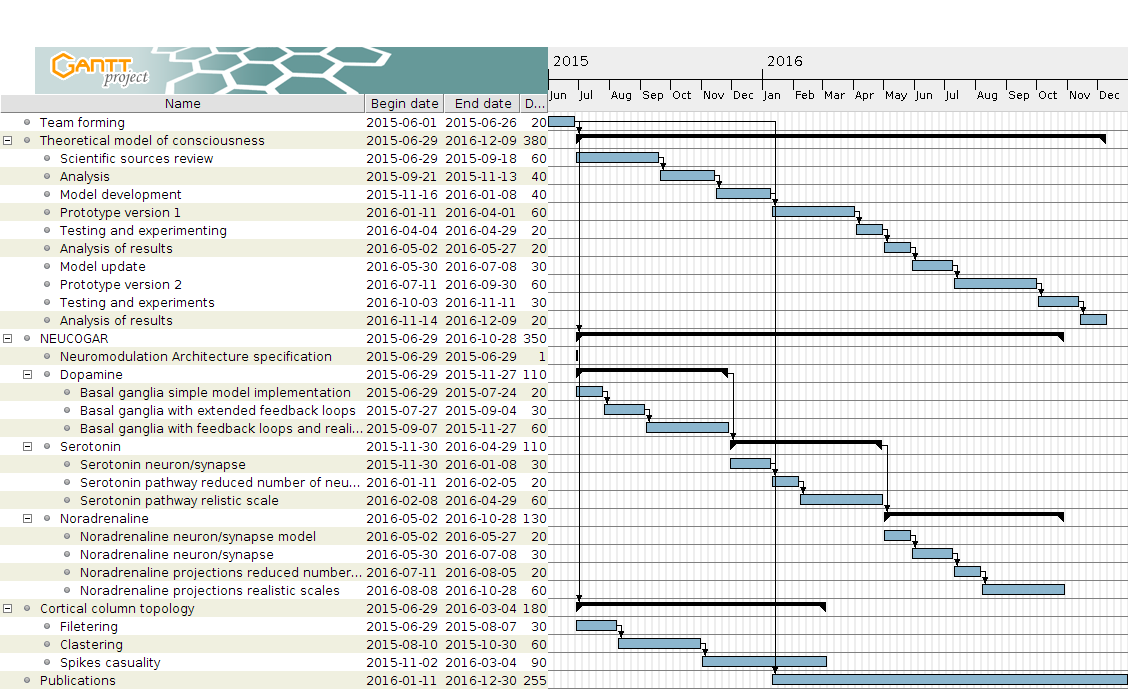 GANTT
project
2015 2016
Name Begin date End date D... Jun Jul Aug Sep Oct Nov Dec Jan Feb Mar Apr May Jun Jul Aug Sep Oct Nov Dec
Team forming 2015-06-01 2015-06-26 20
Theoretical model of consciousness 2015-06-29 2016-12-09 380
Scientific sources review 2015-06-29 2015-09-18 60
Analysis 2015-09-21 2015-11-13 40
Model development 2015-11-16 2016-01-08 40
Prototype version 1 2016-01-11 2016-04-01 60
Testing and experimenting 2016-04-04 2016-04-29 20
Analysis of results 2016-05-02 2016-05-27 20
Model update 2016-05-30 2016-07-08 30
Prototype version 2 2016-07-11 2016-09-30 60
Testing and experiments 2016-10-03 2016-11-11 30
Analysis of results 2016-11-14 2016-12-09 20
NEUCOGAR 2015-06-29 2016-10-28 350
Neuromodulation Architecture specification 2015-06-29 2015-06-29 1
Dopamine 2015-06-29 2015-11-27 110
Basal ganglia simple model implementation 2015-06-29 2015-07-24 20
Basal ganglia with extended feedback loops 2015-07-27 2015-09-04 30
Basal ganglia with feedback loops and reali... 2015-09-07 2015-11-27 60
Serotonin 2015-11-30 2016-04-29 110
Serotonin neuron/synapse 2015-11-30 2016-01-08 30
Serotonin pathway reduced number of neu... 2016-01-11 2016-02-05 20
Serotonin pathway relistic scale 2016-02-08 2016-04-29 60
Noradrenaline 2016-05-02 2016-10-28 130
Noradrenaline neuron/synapse model 2016-05-02 2016-05-27 20
Noradrenaline neuron/synapse 2016-05-30 2016-07-08 30
Noradrenaline projections reduced number... 2016-07-11 2016-08-05 20
Noradrenaline projections realistic scales 2016-08-08 2016-10-28 60
Cortical column topology 2015-06-29 2016-03-04 180
Filetering 2015-06-29 2015-08-07 30
Clastering 2015-08-10 2015-10-30 60
Spikes casuality 2015-11-02 2016-03-04 90
Publications 2016-01-11 2016-12-30 255